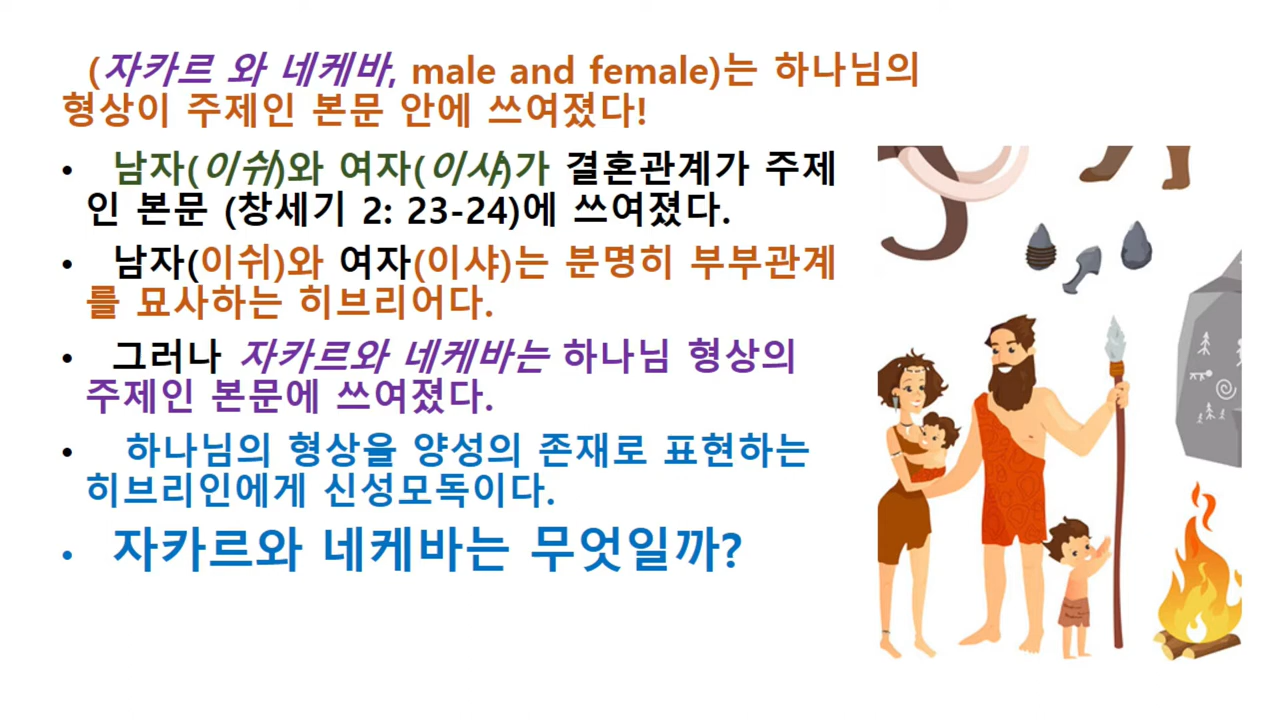 (자카르 와 네케바, male and female)는 하나님의
형상이 주제인 본문 안에 쓰여졌다!
• 남자(이쉬)와 여자(이샤)가 결혼관계가 주제
인 본문 (창세기 2: 23-24)에 쓰여졌다.
• 남자(이쉬)와 여자(이샤)는 분명히 부부관계
를 묘사하는 히브리어다.
• 그러나 자카르와 네케바는 하나님 형상의
주제인 본문에 쓰여졌다.
• 하나님의 형상을 양성의 존재로 표현하는
히브리인에게 신성모독이다.
• 자카르와 네케바는 무엇일까?